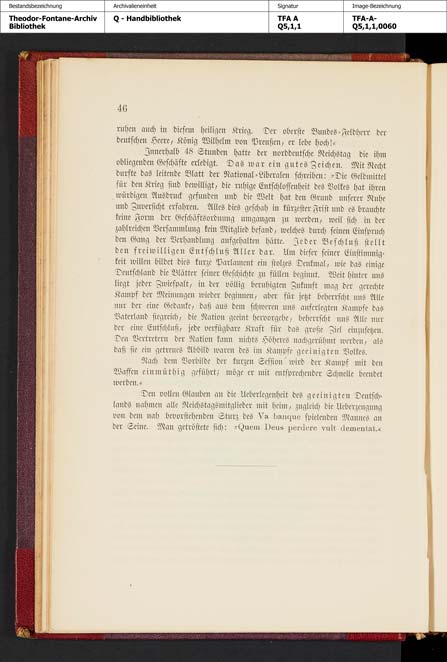 Bestandsbezeichnung
Archivalieneinheit
Signatur
Image-Bezeichnung
Theodor-Fontane-Archiv
Bibliothek
Q - Handbibliothek
TFA A
Q5,1,1
TFA-A-
Q5,1,1,0060
46
ruhen auch in diesem heiligen Krieg. Der oberste Bundes-Feldherr der
deutschen Heere, König Wilhelm von Preußen, er lebe hoch!«
Innerhalb 48 Stunden hatte der norddeutsche Reichstag die ihm
obliegenden Geschäfte erledigt. Das war ein gutes Zeichen. Mit Recht
durfte das leitende Blatt der National-Liberalen schreiben: »Die Geldmittel
für den Krieg sind bewilligt, die ruhige Entschlossenheit des Volkes hat ihren
würdigen Ausdruck gefunden und die Welt hat den Grund unserer Ruhe
und Zuversicht erfahren. Alles dies geschah in kürzester Frist und es brauchte
keine Form der Geschäftsordnung umgangen zu werden, weil sich in der
zahlreichen Versammlung kein Mitglied befand, welches durch seinen Einspruch
den Gang der Verhandlung aufgehalten hätte. Jeder Beschluß stellt
den freiwilligen Entschluß Aller dar. Um dieser seiner Einstimmig-
keit willen bildet dies kurze Parlament ein stolzes Denkmal, wie das einige
Deutschland die Blätter seiner Geschichte zu füllen beginnt. Weit hinter uns
liegt jeder Zwiespalt, in der völlig beruhigten Zukunft mag der gerechte
Kampf der Meinungen wieder beginnen, aber für jetzt beherrscht uns Alle
nur der eine Gedanke, daß aus dem schweren uns auferlegten Kampfe das
Vaterland siegreich, die Nation geeint hervorgehe, beherrscht uns Alle nur
der eine Entschluß, jede verfügbare Kraft für das große Ziel einzusetzen.
Den Vertretern der Nation kann nichts Höheres nachgerühmt werden, als
daß sie ein getreues Abbild waren des im Kampfe geeinigten Volkes.
Nach dem Vorbilde der kurzen Session wird der Kampf mit den
Waffen einmüthig geführt; möge er mit entsprechender Schnelle beendet
werden.«
Den vollen Glauben an die Ueberlegenheit des geeinigten Deutsch-
lands nahmen alle Reichstagsmitglieder mit heim, zugleich die Ueberzeugung
von dem nah bevorstehenden Sturz des Va banque spielenden Mannes an
der Seine. Man getröstete sich: »Quem Deus perdere vult dementat.«